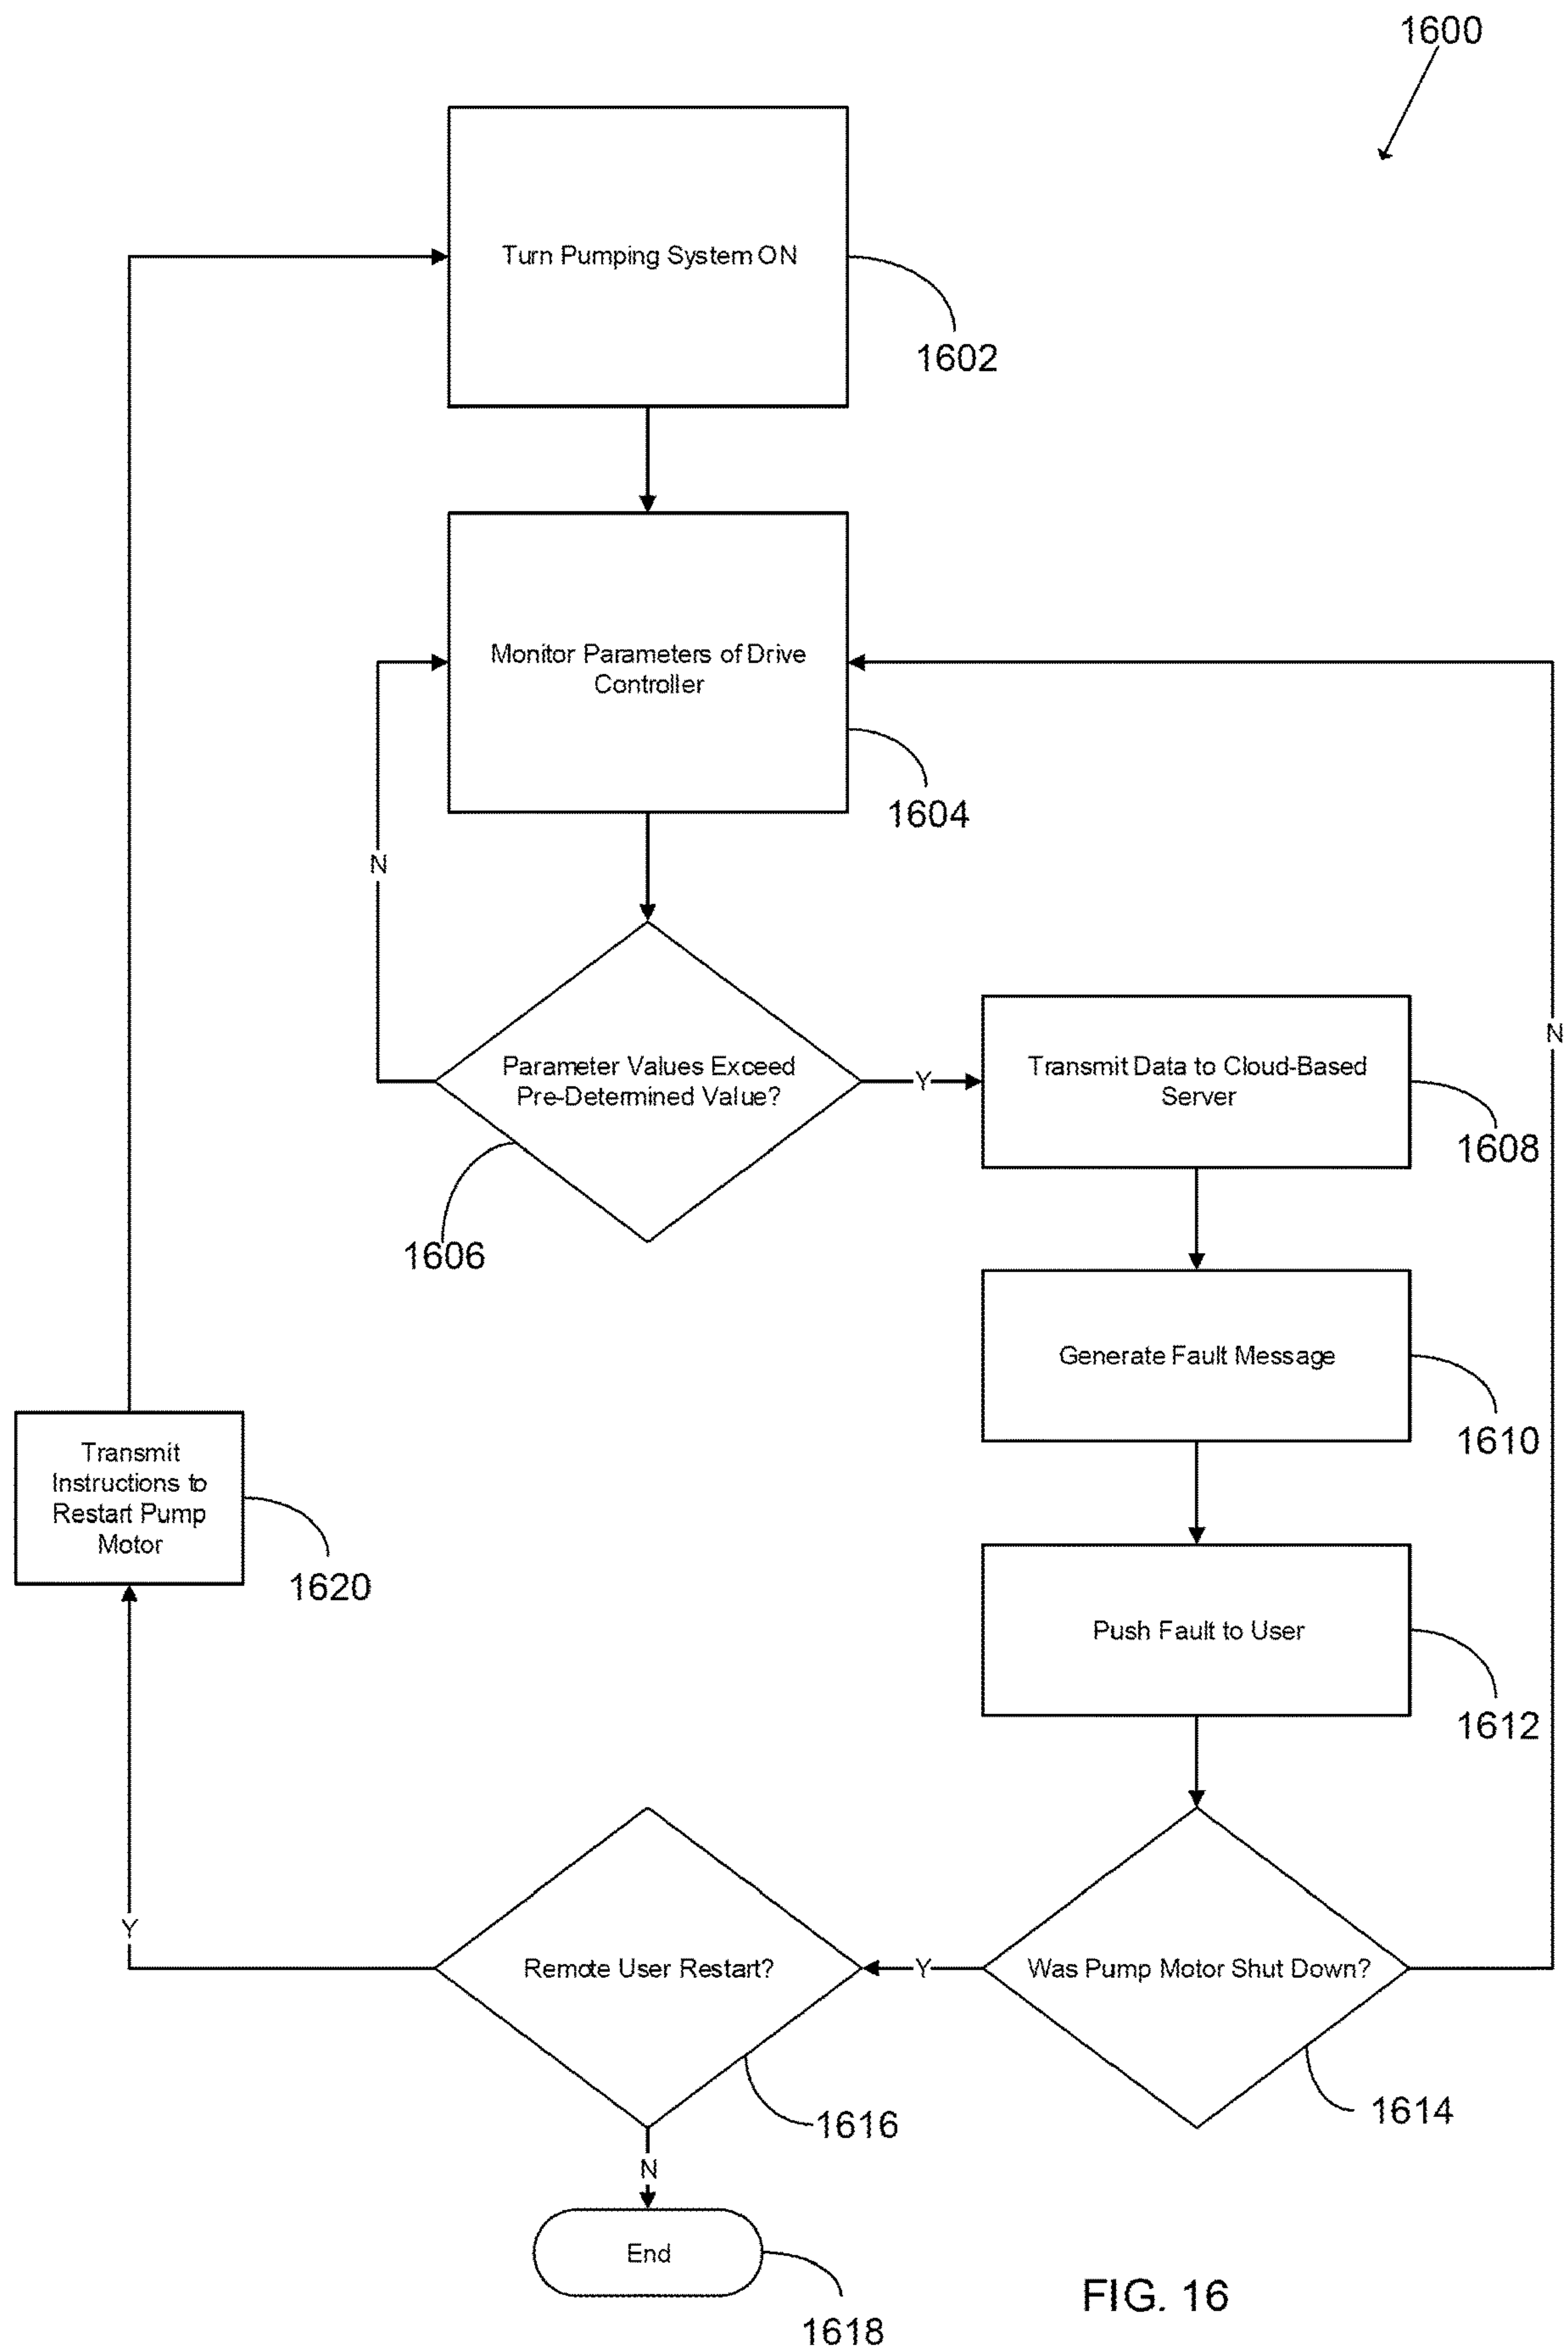 1600
Turn Pumping System ON
1602
Monitor Parameters of Drive
Controller
1604
N
Parameter Values Exceed
Pre-Determined Value?
1606
Y
Transmit Data to Cloud-Based
Server
1608
N
Generate Fault Message
1610
Transmit
Instructions to
Restart Pump
Motor
1620
Push Fault to User
1612
Y
Remote User Restart?
1616
Y
Was Pump Motor Shut Down?
1614
N
End
1618
FIG. 16